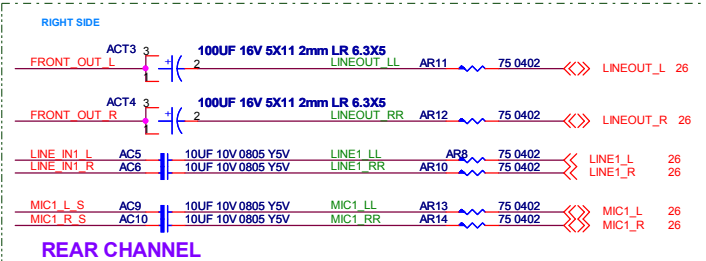 RIGHT SIDE
ACT3 3 100UF 16V 5X11 2mm LR 6.3X5
FRONT_OUT_L + 2 LINEOUT_LL AR11 75 0402 LINEOUT_L 26
1
ACT4 3 100UF 16V 5X11 2mm LR 6.3X5
FRONT_OUT_R + 2 LINEOUT_RR AR12 75 0402 LINEOUT_R 26
1
LINE_IN1_L AC5 10UF 10V 0805 Y5V LINE1_LL AR8 75 0402 LINE1_L 26
LINE_IN1_R AC6 10UF 10V 0805 Y5V LINE1_RR AR10 75 0402 LINE1_R 26
MIC1_L_S AC9 10UF 10V 0805 Y5V MIC1_LL AR13 75 0402 MIC1_L 26
MIC1_R_S AC10 10UF 10V 0805 Y5V MIC1_RR AR14 75 0402 MIC1_R 26
REAR CHANNEL